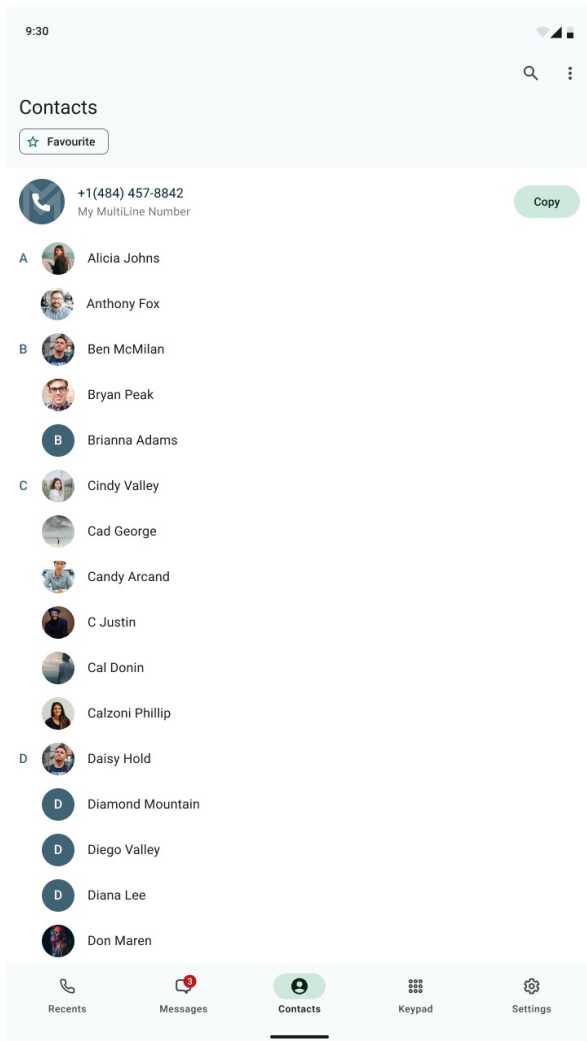 9:30
Contacts
Favourite
+1(484) 457-8842
My MultiLine Number
Copy
A
Alicia Johns
Anthony Fox
B
Ben McMilan
Bryan Peak
B
Brianna Adams
C
Cindy Valley
Cad George
Candy Arcand
C Justin
Cal Donin
Calzoni Phillip
D
Daisy Hold
D
Diamond Mountain
D
Diego Valley
D
Diana Lee
Don Maren
3
Recents
Messages
Contacts
Keypad
Settings